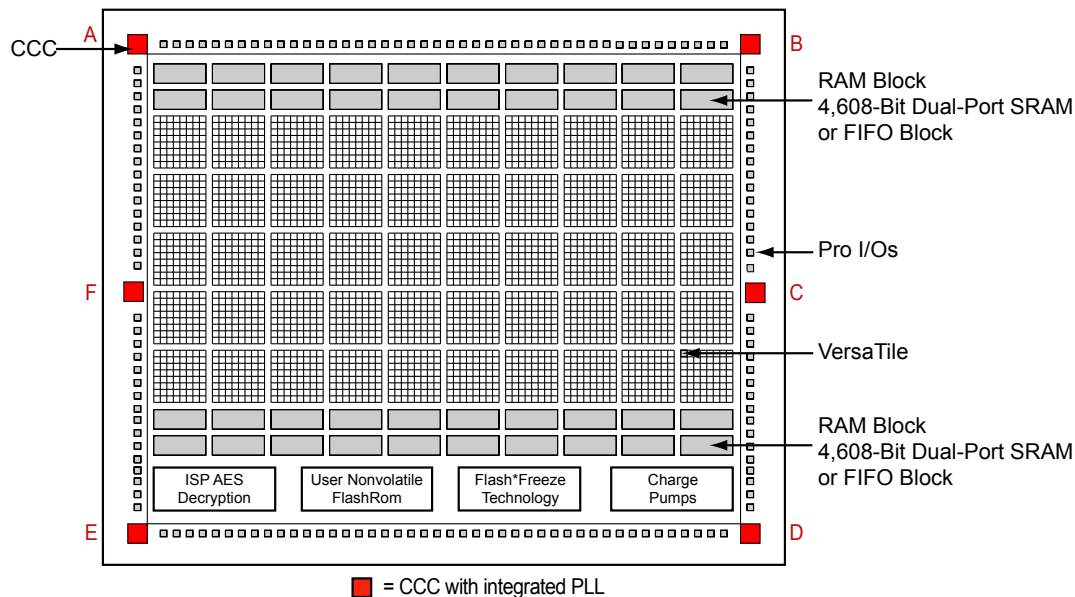 A
CCC
B
RAM Block
4,608-Bit Dual-Port SRAM
or FIFO Block
Pro I/Os
F
C
VersaTile
RAM Block
4,608-Bit Dual-Port SRAM
or FIFO Block
ISP AES
Decryption
User Nonvolatile
FlashRom
Flash*Freeze
Technology
Charge
Pumps
E
D
= CCC with integrated PLL